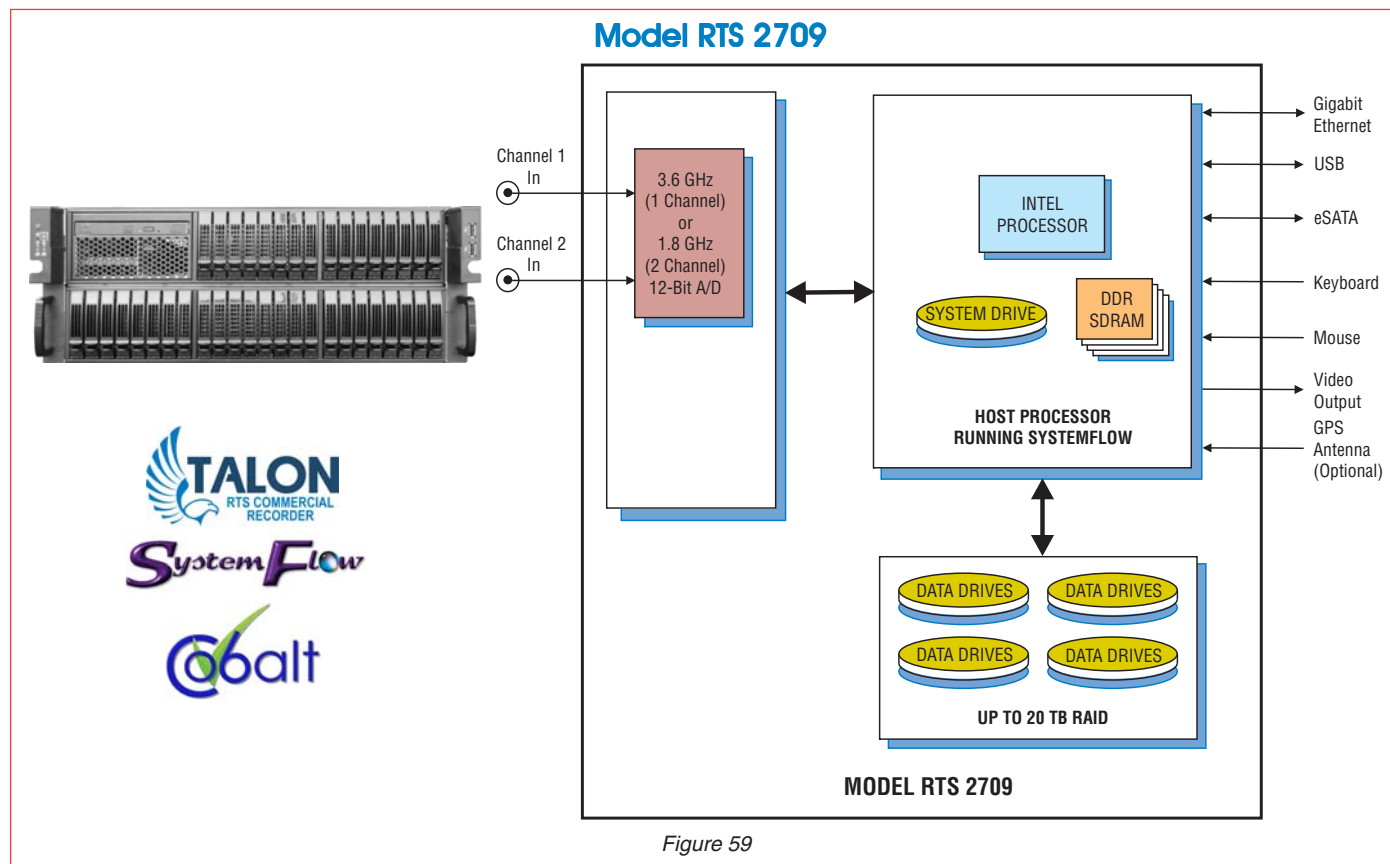 Model RTS 2709
Channel 1
In
Channel 2
In
3.6 GHz
(1 Channel)
or
1.8 GHz
(2 Channel)
12-Bit A/D
INTEL
PROCESSOR
SYSTEM DRIVE
DDR
SDRAM
HOST PROCESSOR
RUNNING SYSTEMFLOW
Gigabit
Ethernet
USB
eSATA
Keyboard
Mouse
Video
Output
GPS
Antenna
(Optional)
TALON
RTS COMMERCIAL
RECORDER
SystemFlow
Cobalt
DATA DRIVES
DATA DRIVES
DATA DRIVES
DATA DRIVES
UP TO 20 TB RAID
MODEL RTS 2709
Figure 59